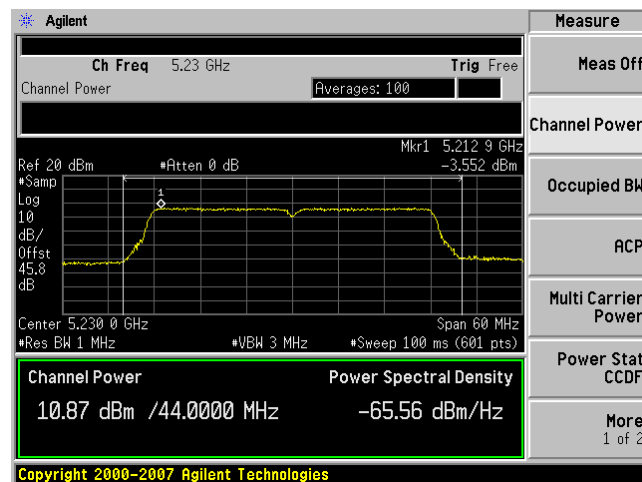 Agilent
Measure
Ch Freq 5.23 GHz Trig Free
Channel Power Averages: 100
Mkr1 5.212 9 GHz
Ref 20 dBm #Atten 0 dB -3.552 dBm
#Samp
Log
10
dB/
Offst
45.8
dB
1
Center 5.230 0 GHz Span 60 MHz
#Res BW 1 MHz #VBW 3 MHz #Sweep 100 ms (601 pts)
Channel Power Power Spectral Density
10.87 dBm /44.0000 MHz -65.56 dBm/Hz
Meas Off
Channel Power
Occupied BW
ACP
Multi Carrier
Power
Power Stat
CCDF
More
1 of 2
Copyright 2000-2007 Agilent Technologies